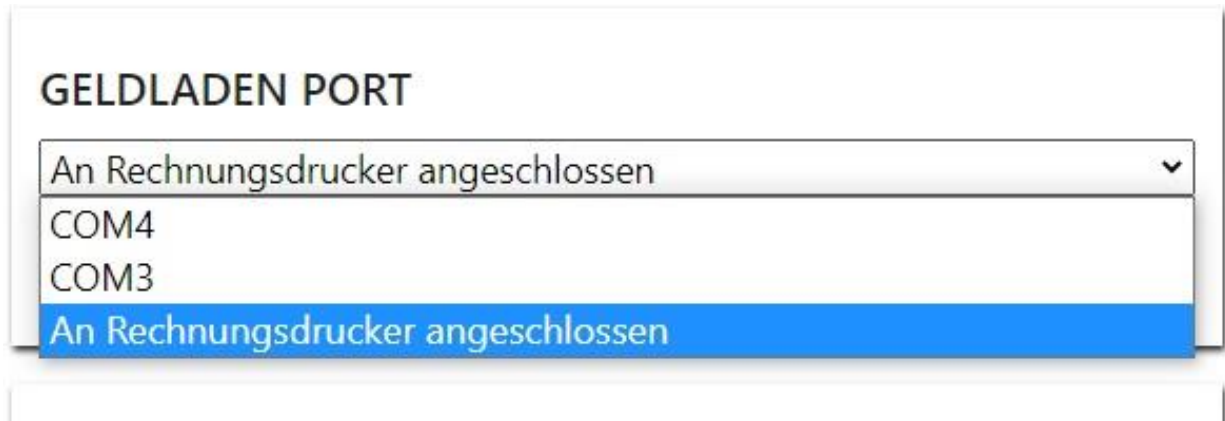 GELDLADEN PORT
An Rechnungsdrucker angeschlossen
COM4
COM3
An Rechnungsdrucker angeschlossen